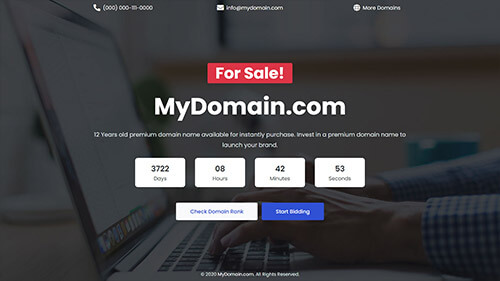 (000) 000-111-0000
info@mydomain.com
More Domains
For Sale!
MyDomain.com
12 Years old premium domain name available for instantly purchase. Invest in a premium domain name to
launch your brand.
3722
08
42
53
Days
Hours
Minutes
Seconds
Check Domain Rank
Start Bidding
© 2020 MyDomain.com. All Rights Reserved.